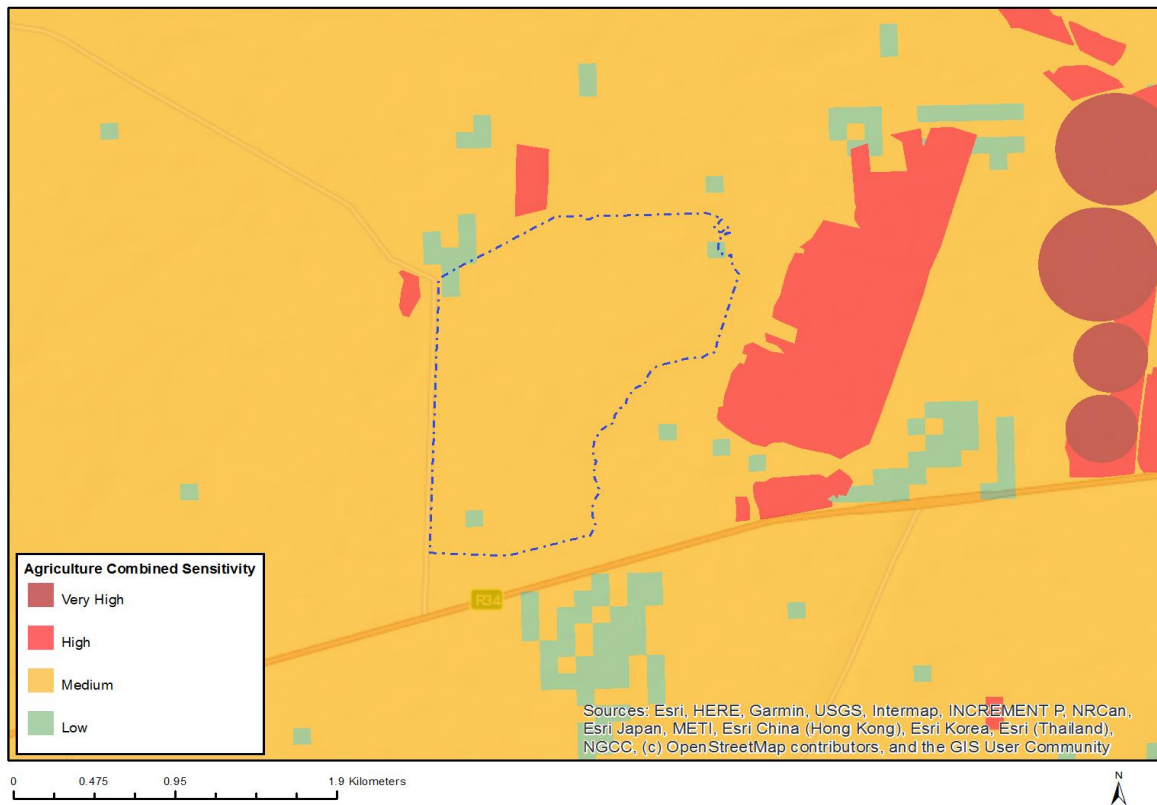 R34
Agriculture Combined Sensitivity
Very High
High
Medium
Low
Sources: Esri, HERE, Garmin, USGS, Intermap, INCREMENT P, NRCan,
Esri Japan, METI, Esri China (Hong Kong), Esri Korea, Esri (Thailand),
NGCC, (c) OpenStreetMap contributors, and the GIS User Community
0 0.475 0.95 1.9 Kilometers
N